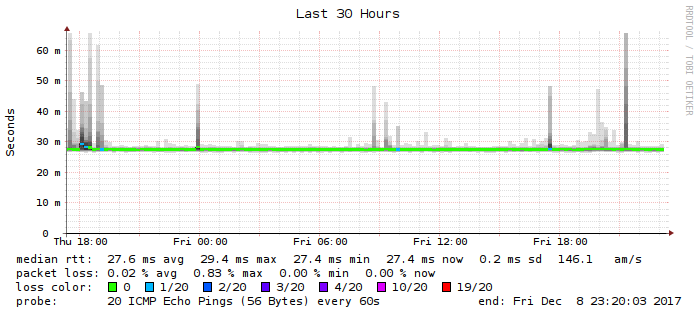 Last 30 Hours
RRDTOOL / TOBI OETIKER
Seconds
60 m
50 m
40 m
30 m
20 m
10 m
0
Thu 18:00 Fri 00:00 Fri 06:00 Fri 12:00 Fri 18:00
median rtt: 27.6 ms avg 29.4 ms max 27.4 ms min 27.4 ms now 0.2 ms sd 146.1 am/s
packet loss: 0.02 % avg 0.83 % max 0.00 % min 0.00 % now
loss color: 0 1/20 2/20 3/20 4/20 10/20 19/20
probe: 20 ICMP Echo Pings (56 Bytes) every 60s end: Fri Dec 8 23:20:03 2017